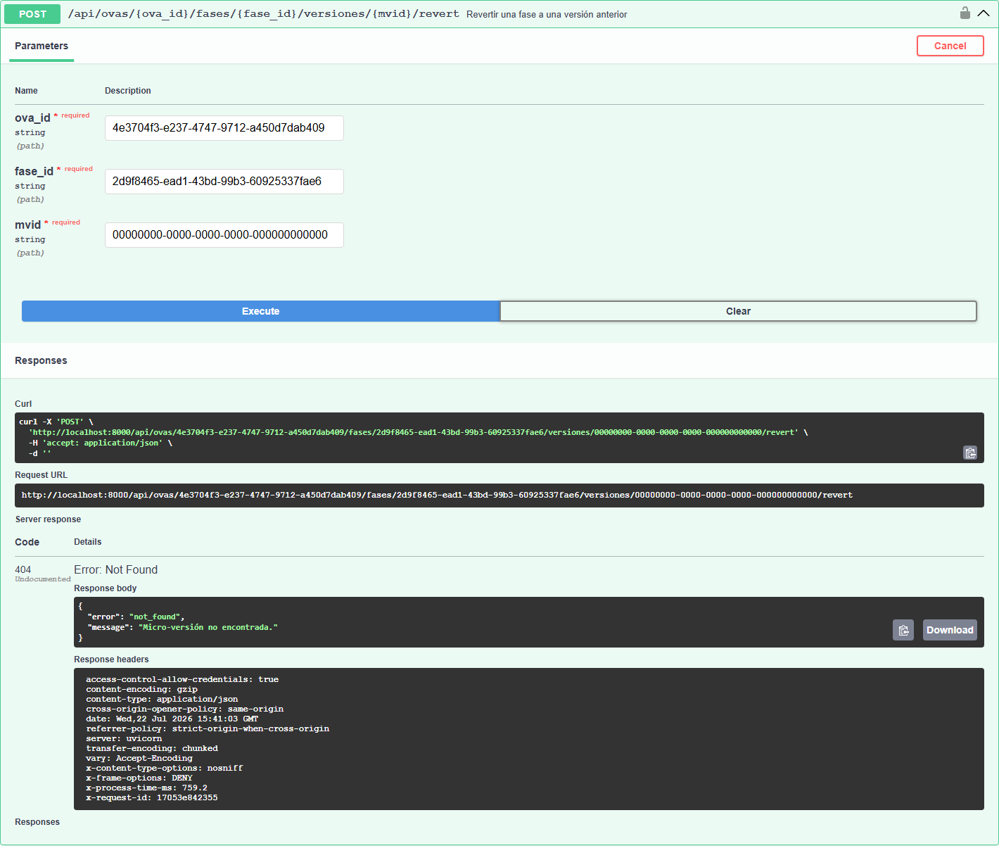 POST /api/ovas/{ova_id}/fases/{fase_id}/versiones/{mvid}/revert Revertir una fase a una versión anterior
Parameters
Cancel
Name Description
ova_id * required
string
(path)
4e3704f3-e237-4747-9712-a450d7dab409
fase_id * required
string
(path)
2d9f8465-ead1-43bd-99b3-60925337fae6
mvid * required
string
(path)
00000000-0000-0000-0000-000000000000
Execute Clear
Responses
Curl
curl -X 'POST' \
'http://localhost:8000/api/ovas/4e3704f3-e237-4747-9712-a450d7dab409/fases/2d9f8465-ead1-43bd-99b3-60925337fae6/versiones/00000000-0000-0000-0000-000000000000/revert' \
-H 'accept: application/json' \
-d ''
Request URL
http://localhost:8000/api/ovas/4e3704f3-e237-4747-9712-a450d7dab409/fases/2d9f8465-ead1-43bd-99b3-60925337fae6/versiones/00000000-0000-0000-0000-000000000000/revert
Server response
Code Details
404 Error: Not Found
Undocumented
Response body
{
"error": "not_found",
"message": "Micro-versión no encontrada."
}
Download
Response headers
access-control-allow-credentials: true
content-encoding: gzip
content-type: application/json
cross-origin-opener-policy: same-origin
date: Wed,22 Jul 2026 15:41:03 GMT
referrer-policy: strict-origin-when-cross-origin
server: uvicorn
transfer-encoding: chunked
vary: Accept-Encoding
x-content-type-options: nosniff
x-frame-options: DENY
x-process-time-ms: 759.2
x-request-id: 17053e842355
Responses